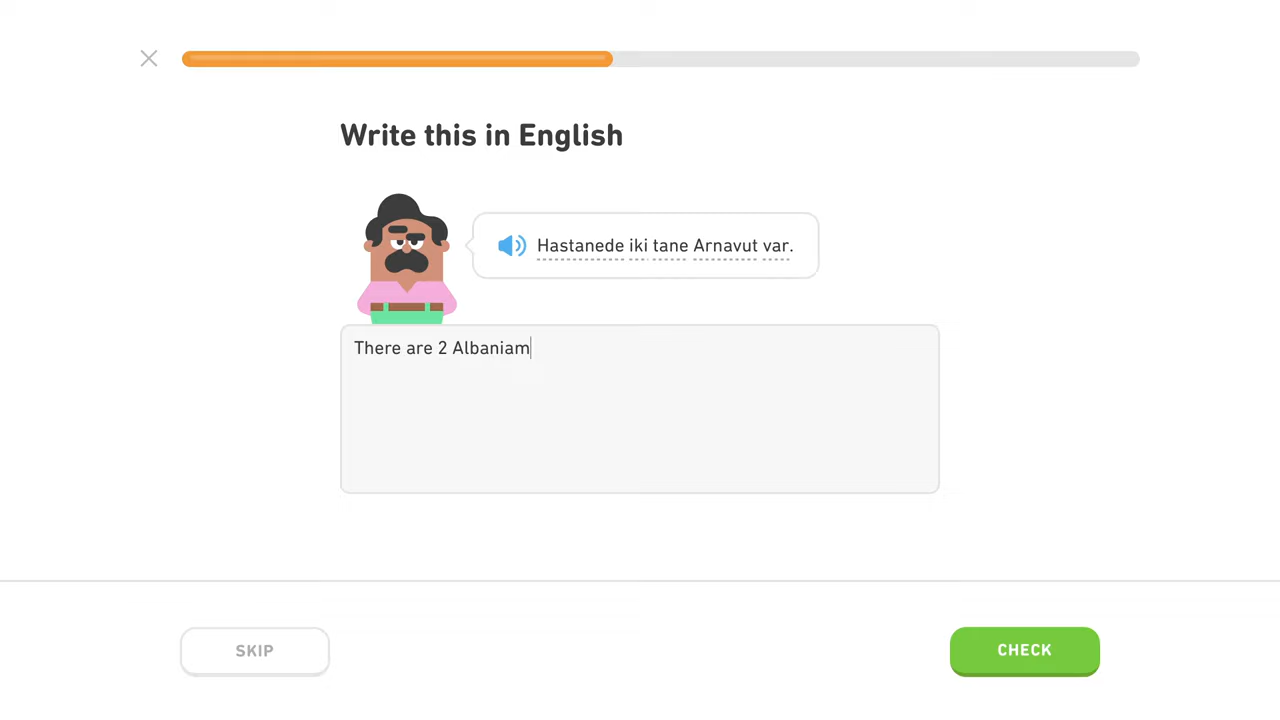 Write this in English
Hastanede iki tane Arnavut var.
There are 2 Albaniam
SKIP
CHECK